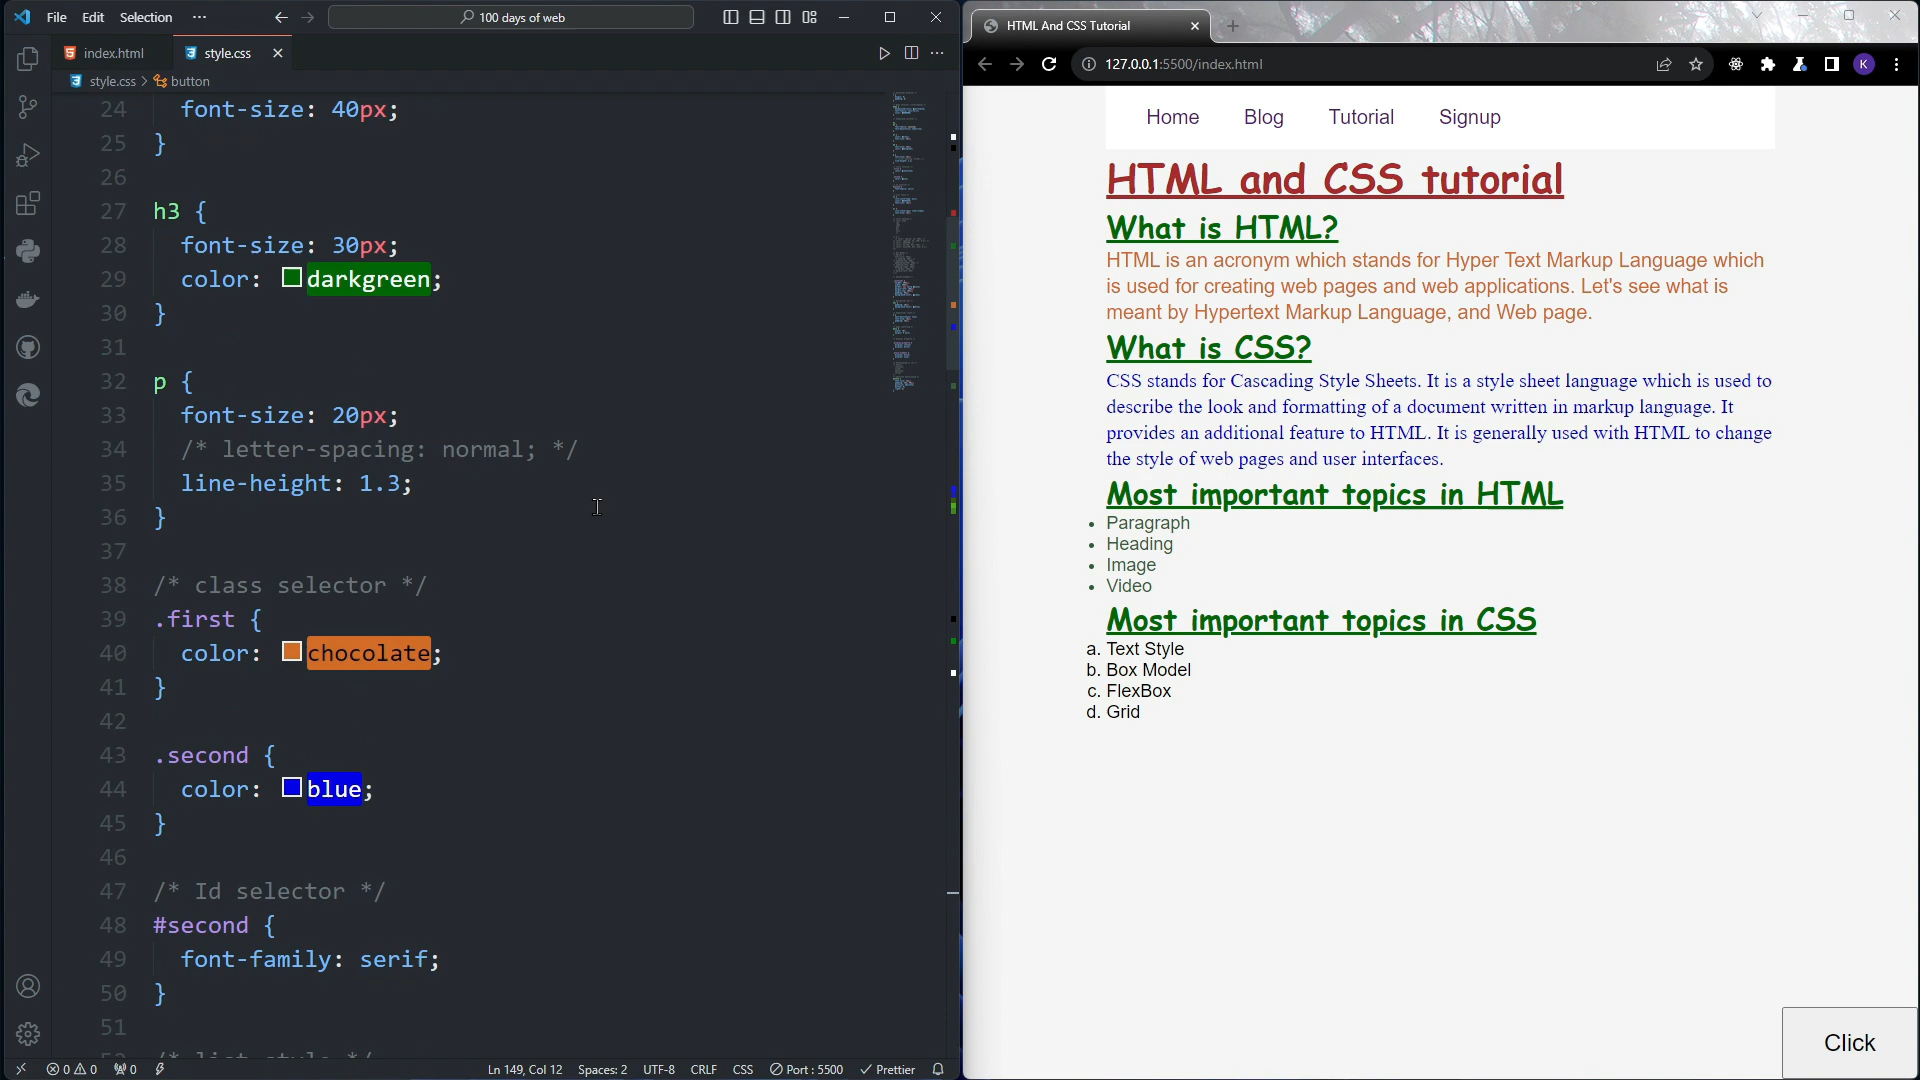 File Edit Selection ···
100 days of web
index.html
style.css
style.css > button
24 font-size: 40px;
25 }
26
27 h3 {
28 font-size: 30px;
29 color: darkgreen;
30 }
31
32 p {
33 font-size: 20px;
34 /* letter-spacing: normal; */
35 line-height: 1.3;
36 }
37
38 /* class selector */
39 .first {
40 color: chocolate;
41 }
42
43 .second {
44 color: blue;
45 }
46
47 /* Id selector */
48 #second {
49 font-family: serif;
50 }
51
0 0 0 Ln 149, Col 12 Spaces: 2 UTF-8 CRLF CSS Port : 5500 Prettier
HTML And CSS Tutorial
127.0.0.1:5500/index.html
K
Home Blog Tutorial Signup
HTML and CSS tutorial
What is HTML?
HTML is an acronym which stands for Hyper Text Markup Language which
is used for creating web pages and web applications. Let's see what is
meant by Hypertext Markup Language, and Web page.
What is CSS?
CSS stands for Cascading Style Sheets. It is a style sheet language which is used to
describe the look and formatting of a document written in markup language. It
provides an additional feature to HTML. It is generally used with HTML to change
the style of web pages and user interfaces.
Most important topics in HTML
• Paragraph
• Heading
• Image
• Video
Most important topics in CSS
a. Text Style
b. Box Model
c. FlexBox
d. Grid
Click